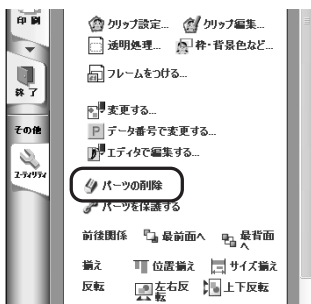 印 刷
クリップ設定... クリップ編集...
透明処理... 枠・背景色など...
フレームをつける...
終 了
変更する...
その他
P データ番号で変更する...
エディタで編集する...
ユーティリティ
パーツの削除
パーツを保護する
前後関係 最前面へ 最背面へ
揃え 位置揃え サイズ揃え
反転 左右反転 上下反転